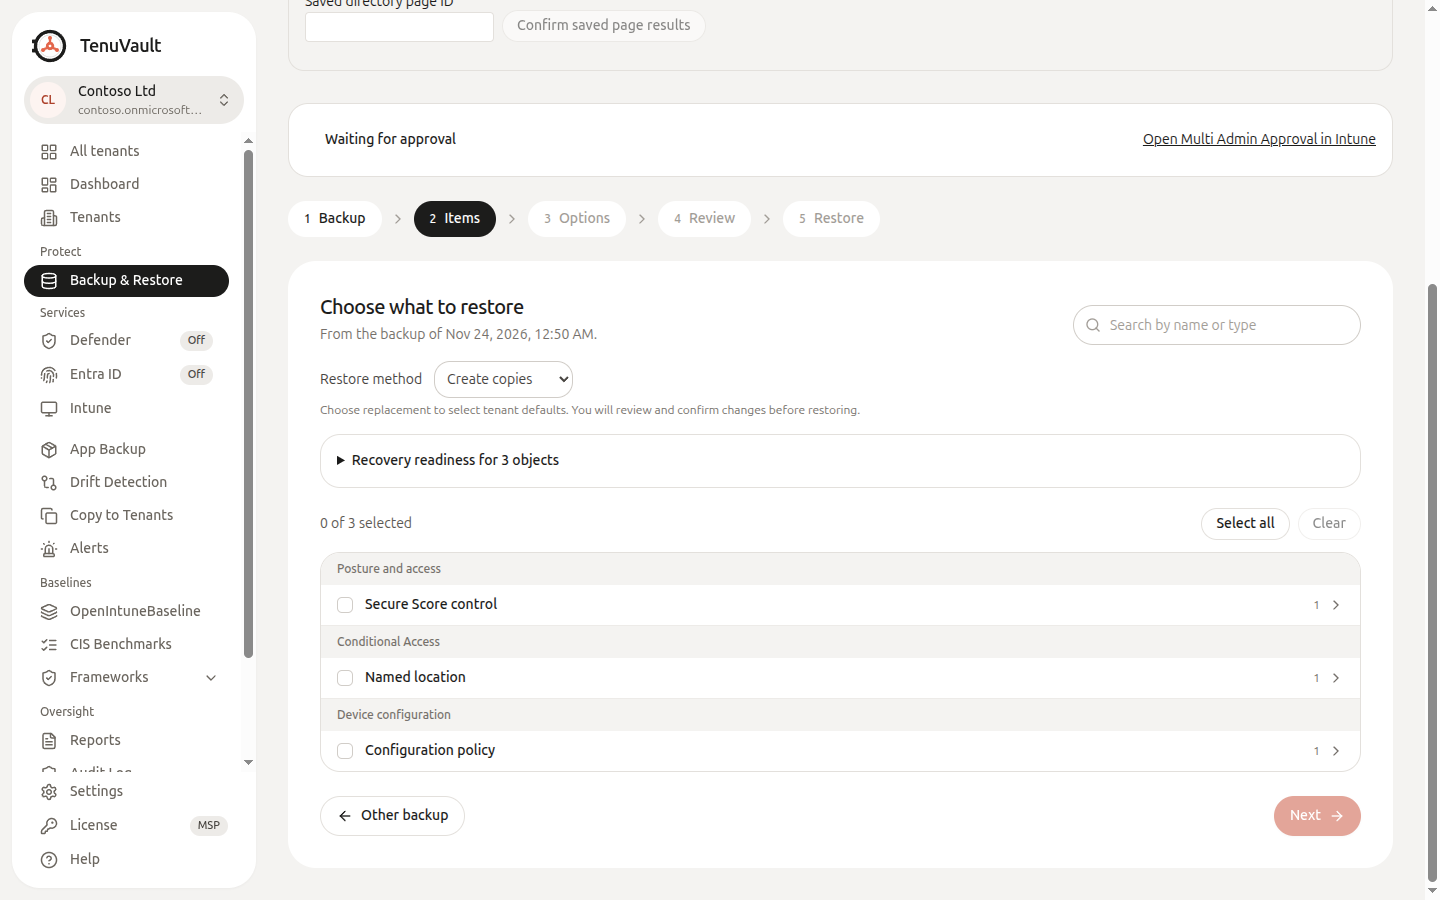 TenuVault
CL
Contoso Ltd
contoso.onmicrosoft...
All tenants
Dashboard
Tenants
Protect
Backup & Restore
Services
Defender
Off
Entra ID
Off
Intune
App Backup
Drift Detection
Copy to Tenants
Alerts
Baselines
OpenIntuneBaseline
CIS Benchmarks
Frameworks
Oversight
Reports
Audit Log
Settings
License
MSP
Help
Saved directory page ID
Confirm saved page results
Waiting for approval
Open Multi Admin Approval in Intune
1 Backup
2 Items
3 Options
4 Review
5 Restore
Choose what to restore
From the backup of Nov 24, 2026, 12:50 AM.
Search by name or type
Restore method
Create copies
Choose replacement to select tenant defaults. You will review and confirm changes before restoring.
Recovery readiness for 3 objects
0 of 3 selected
Select all
Clear
Posture and access
Secure Score control
1
Conditional Access
Named location
1
Device configuration
Configuration policy
1
Other backup
Next